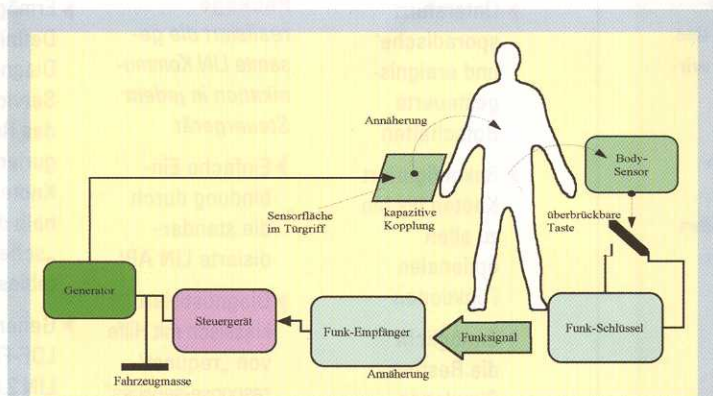 Annäherung
Body-
Sensor
Sensorfläche
im Türgriff
kapazitive
Kopplung
überbrückbare
Taste
Generator
Steuergerät
Funk-Empfänger
Funksignal
Funk-Schlüssel
Fahrzeugmasse
Annäherung